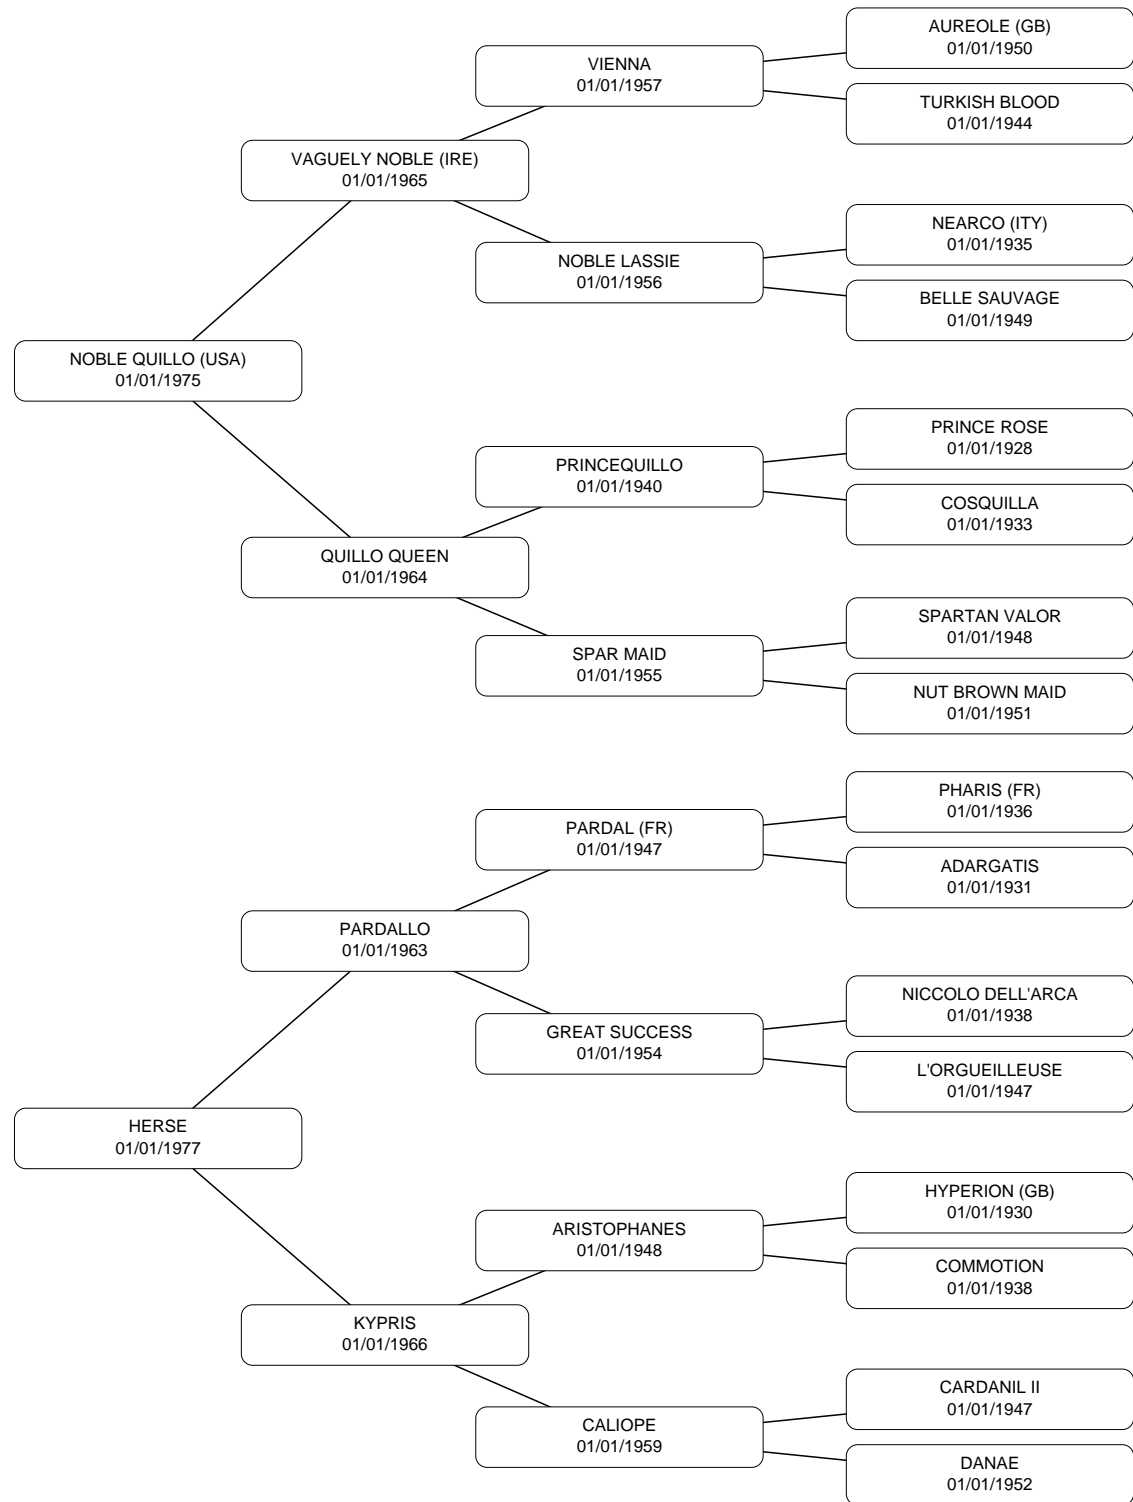 AUREOLE (GB)
01/01/1950
VIENNA
01/01/1957
TURKISH BLOOD
01/01/1944
VAGUELY NOBLE (IRE)
01/01/1965
NEARCO (ITY)
01/01/1935
NOBLE LASSIE
01/01/1956
BELLE SAUVAGE
01/01/1949
NOBLE QUILLO (USA)
01/01/1975
PRINCE ROSE
01/01/1928
PRINCEQUILLO
01/01/1940
COSQUILLA
01/01/1933
QUILLO QUEEN
01/01/1964
SPARTAN VALOR
01/01/1948
SPAR MAID
01/01/1955
NUT BROWN MAID
01/01/1951
PHARIS (FR)
01/01/1936
PARDAL (FR)
01/01/1947
ADARGATIS
01/01/1931
PARDALLO
01/01/1963
NICCOLO DELL'ARCA
01/01/1938
GREAT SUCCESS
01/01/1954
L'ORGUEILLEUSE
01/01/1947
HERSE
01/01/1977
HYPERION (GB)
01/01/1930
ARISTOPHANES
01/01/1948
COMMOTION
01/01/1938
KYPRIS
01/01/1966
CARDANIL II
01/01/1947
CALIOPE
01/01/1959
DANAE
01/01/1952